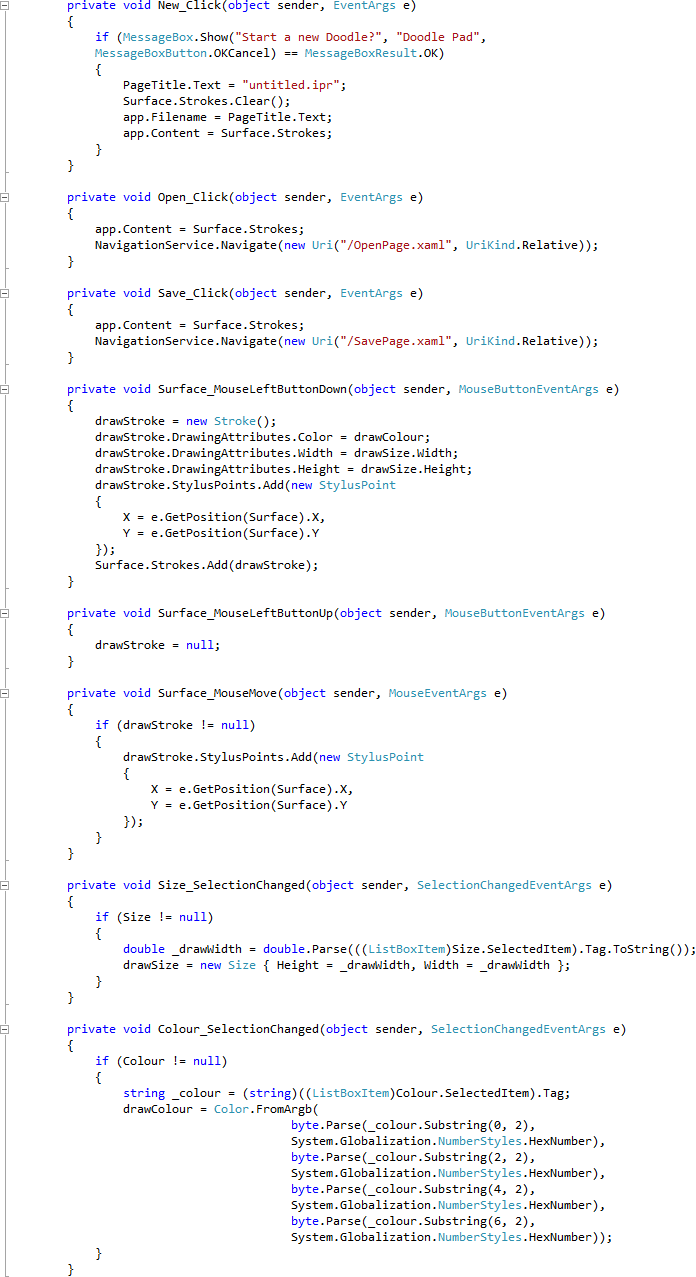 private void New_Click(object sender, EventArgs e)
{
    if (MessageBox.Show("Start a new Doodle?", "Doodle Pad",
    MessageBoxButton.OKCancel) == MessageBoxResult.OK)
    {
        PageTitle.Text = "untitled.ipr";
        Surface.Strokes.Clear();
        app.Filename = PageTitle.Text;
        app.Content = Surface.Strokes;
    }
}

private void Open_Click(object sender, EventArgs e)
{
    app.Content = Surface.Strokes;
    NavigationService.Navigate(new Uri("/OpenPage.xaml", UriKind.Relative));
}

private void Save_Click(object sender, EventArgs e)
{
    app.Content = Surface.Strokes;
    NavigationService.Navigate(new Uri("/SavePage.xaml", UriKind.Relative));
}

private void Surface_MouseLeftButtonDown(object sender, MouseButtonEventArgs e)
{
    drawStroke = new Stroke();
    drawStroke.DrawingAttributes.Color = drawColour;
    drawStroke.DrawingAttributes.Width = drawSize.Width;
    drawStroke.DrawingAttributes.Height = drawSize.Height;
    drawStroke.StylusPoints.Add(new StylusPoint
    {
        X = e.GetPosition(Surface).X,
        Y = e.GetPosition(Surface).Y
    });
    Surface.Strokes.Add(drawStroke);
}

private void Surface_MouseLeftButtonUp(object sender, MouseButtonEventArgs e)
{
    drawStroke = null;
}

private void Surface_MouseMove(object sender, MouseEventArgs e)
{
    if (drawStroke != null)
    {
        drawStroke.StylusPoints.Add(new StylusPoint
        {
            X = e.GetPosition(Surface).X,
            Y = e.GetPosition(Surface).Y
        });
    }
}

private void Size_SelectionChanged(object sender, SelectionChangedEventArgs e)
{
    if (Size != null)
    {
        double _drawWidth = double.Parse(((ListBoxItem)Size.SelectedItem).Tag.ToString());
        drawSize = new Size { Height = _drawWidth, Width = _drawWidth };
    }
}

private void Colour_SelectionChanged(object sender, SelectionChangedEventArgs e)
{
    if (Colour != null)
    {
        string _colour = (string)((ListBoxItem)Colour.SelectedItem).Tag;
        drawColour = Color.FromArgb(
                                byte.Parse(_colour.Substring(0, 2),
                                System.Globalization.NumberStyles.HexNumber),
                                byte.Parse(_colour.Substring(2, 2),
                                System.Globalization.NumberStyles.HexNumber),
                                byte.Parse(_colour.Substring(4, 2),
                                System.Globalization.NumberStyles.HexNumber),
                                byte.Parse(_colour.Substring(6, 2),
                                System.Globalization.NumberStyles.HexNumber));
    }
}